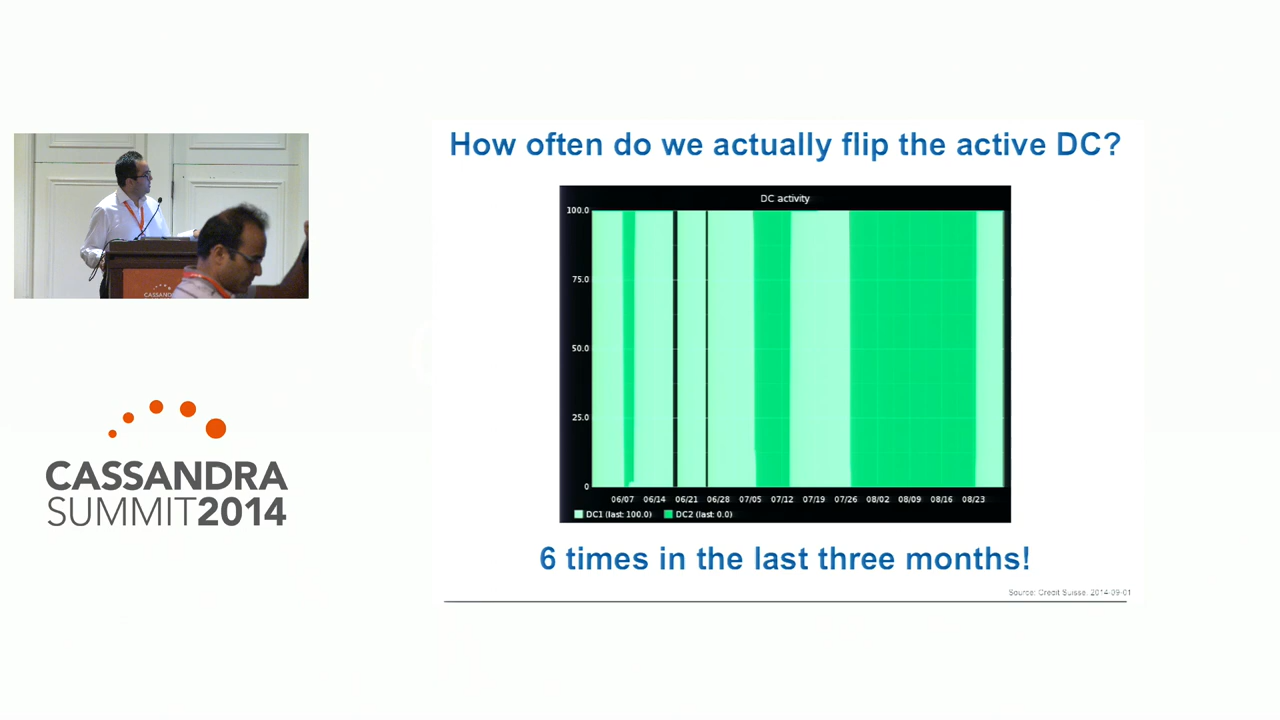 How often do we actually flip the active DC?
DC activity
100.0
75.0
50.0
25.0
0
06/07 06/14 06/21 06/28 07/05 07/12 07/19 07/26 08/02 08/09 08/16 08/23
DC1 (last: 100.0) DC2 (last: 0.0)
6 times in the last three months!
Source: Credit Suisse, 2014-09-01
CASSANDRA
SUMMIT2014